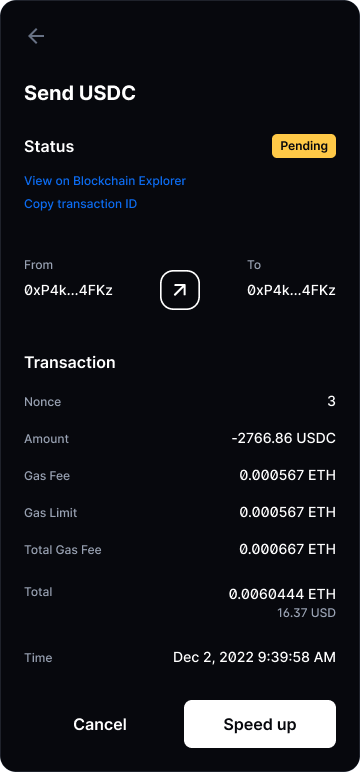 Send USDC
Status Pending
View on Blockchain Explorer
Copy transaction ID
From To
0xP4k...4FKz 0xP4k...4FKz
Transaction
Nonce 3
Amount -2766.86 USDC
Gas Fee 0.000567 ETH
Gas Limit 0.000567 ETH
Total Gas Fee 0.000667 ETH
Total 0.0060444 ETH
16.37 USD
Time Dec 2, 2022 9:39:58 AM
Cancel Speed up